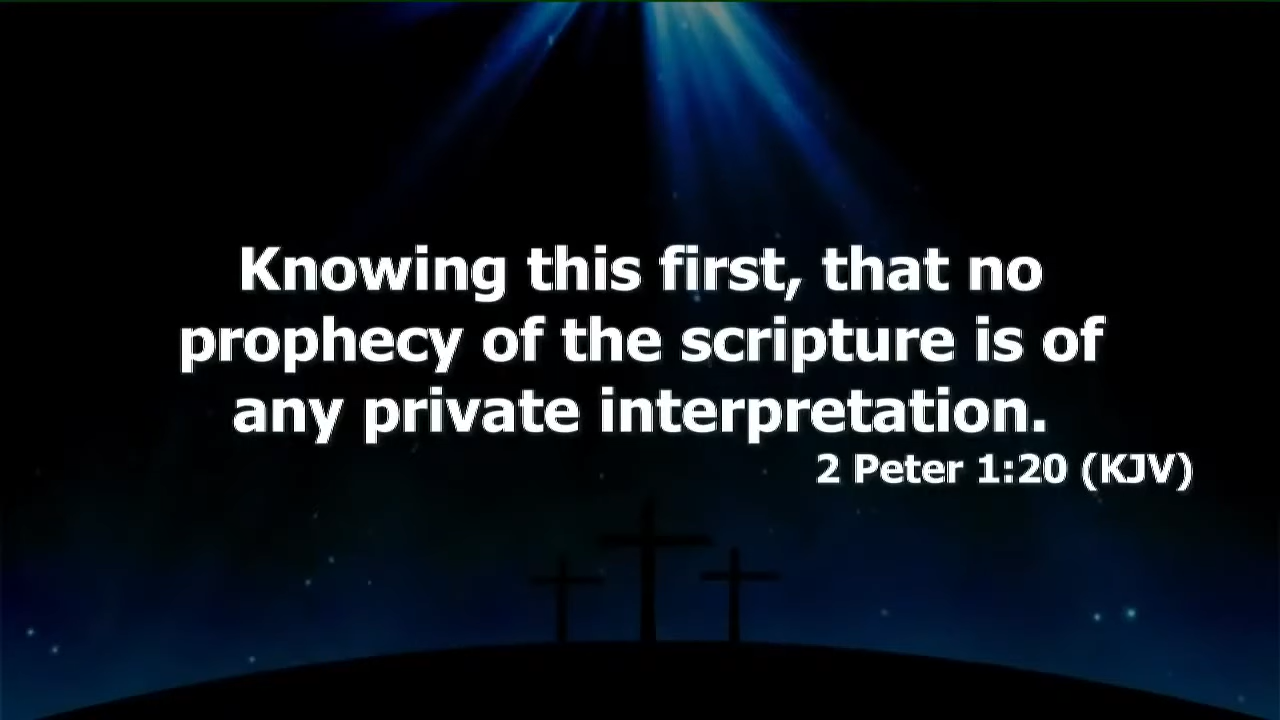 Knowing this first, that no
prophecy of the scripture is of
any private interpretation.
2 Peter 1:20 (KJV)